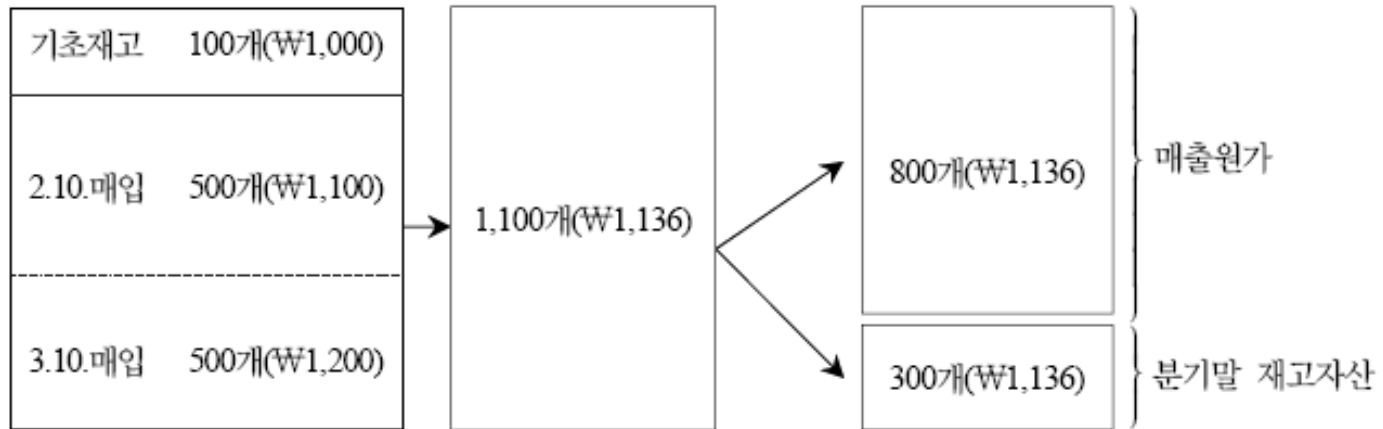 기초재고 100개(₩1,000)
2.10.매입 500개(₩1,100)
3.10.매입 500개(₩1,200)
1,100개(₩1,136)
800개(₩1,136)
매출원가
300개(₩1,136)
분기말 재고자산